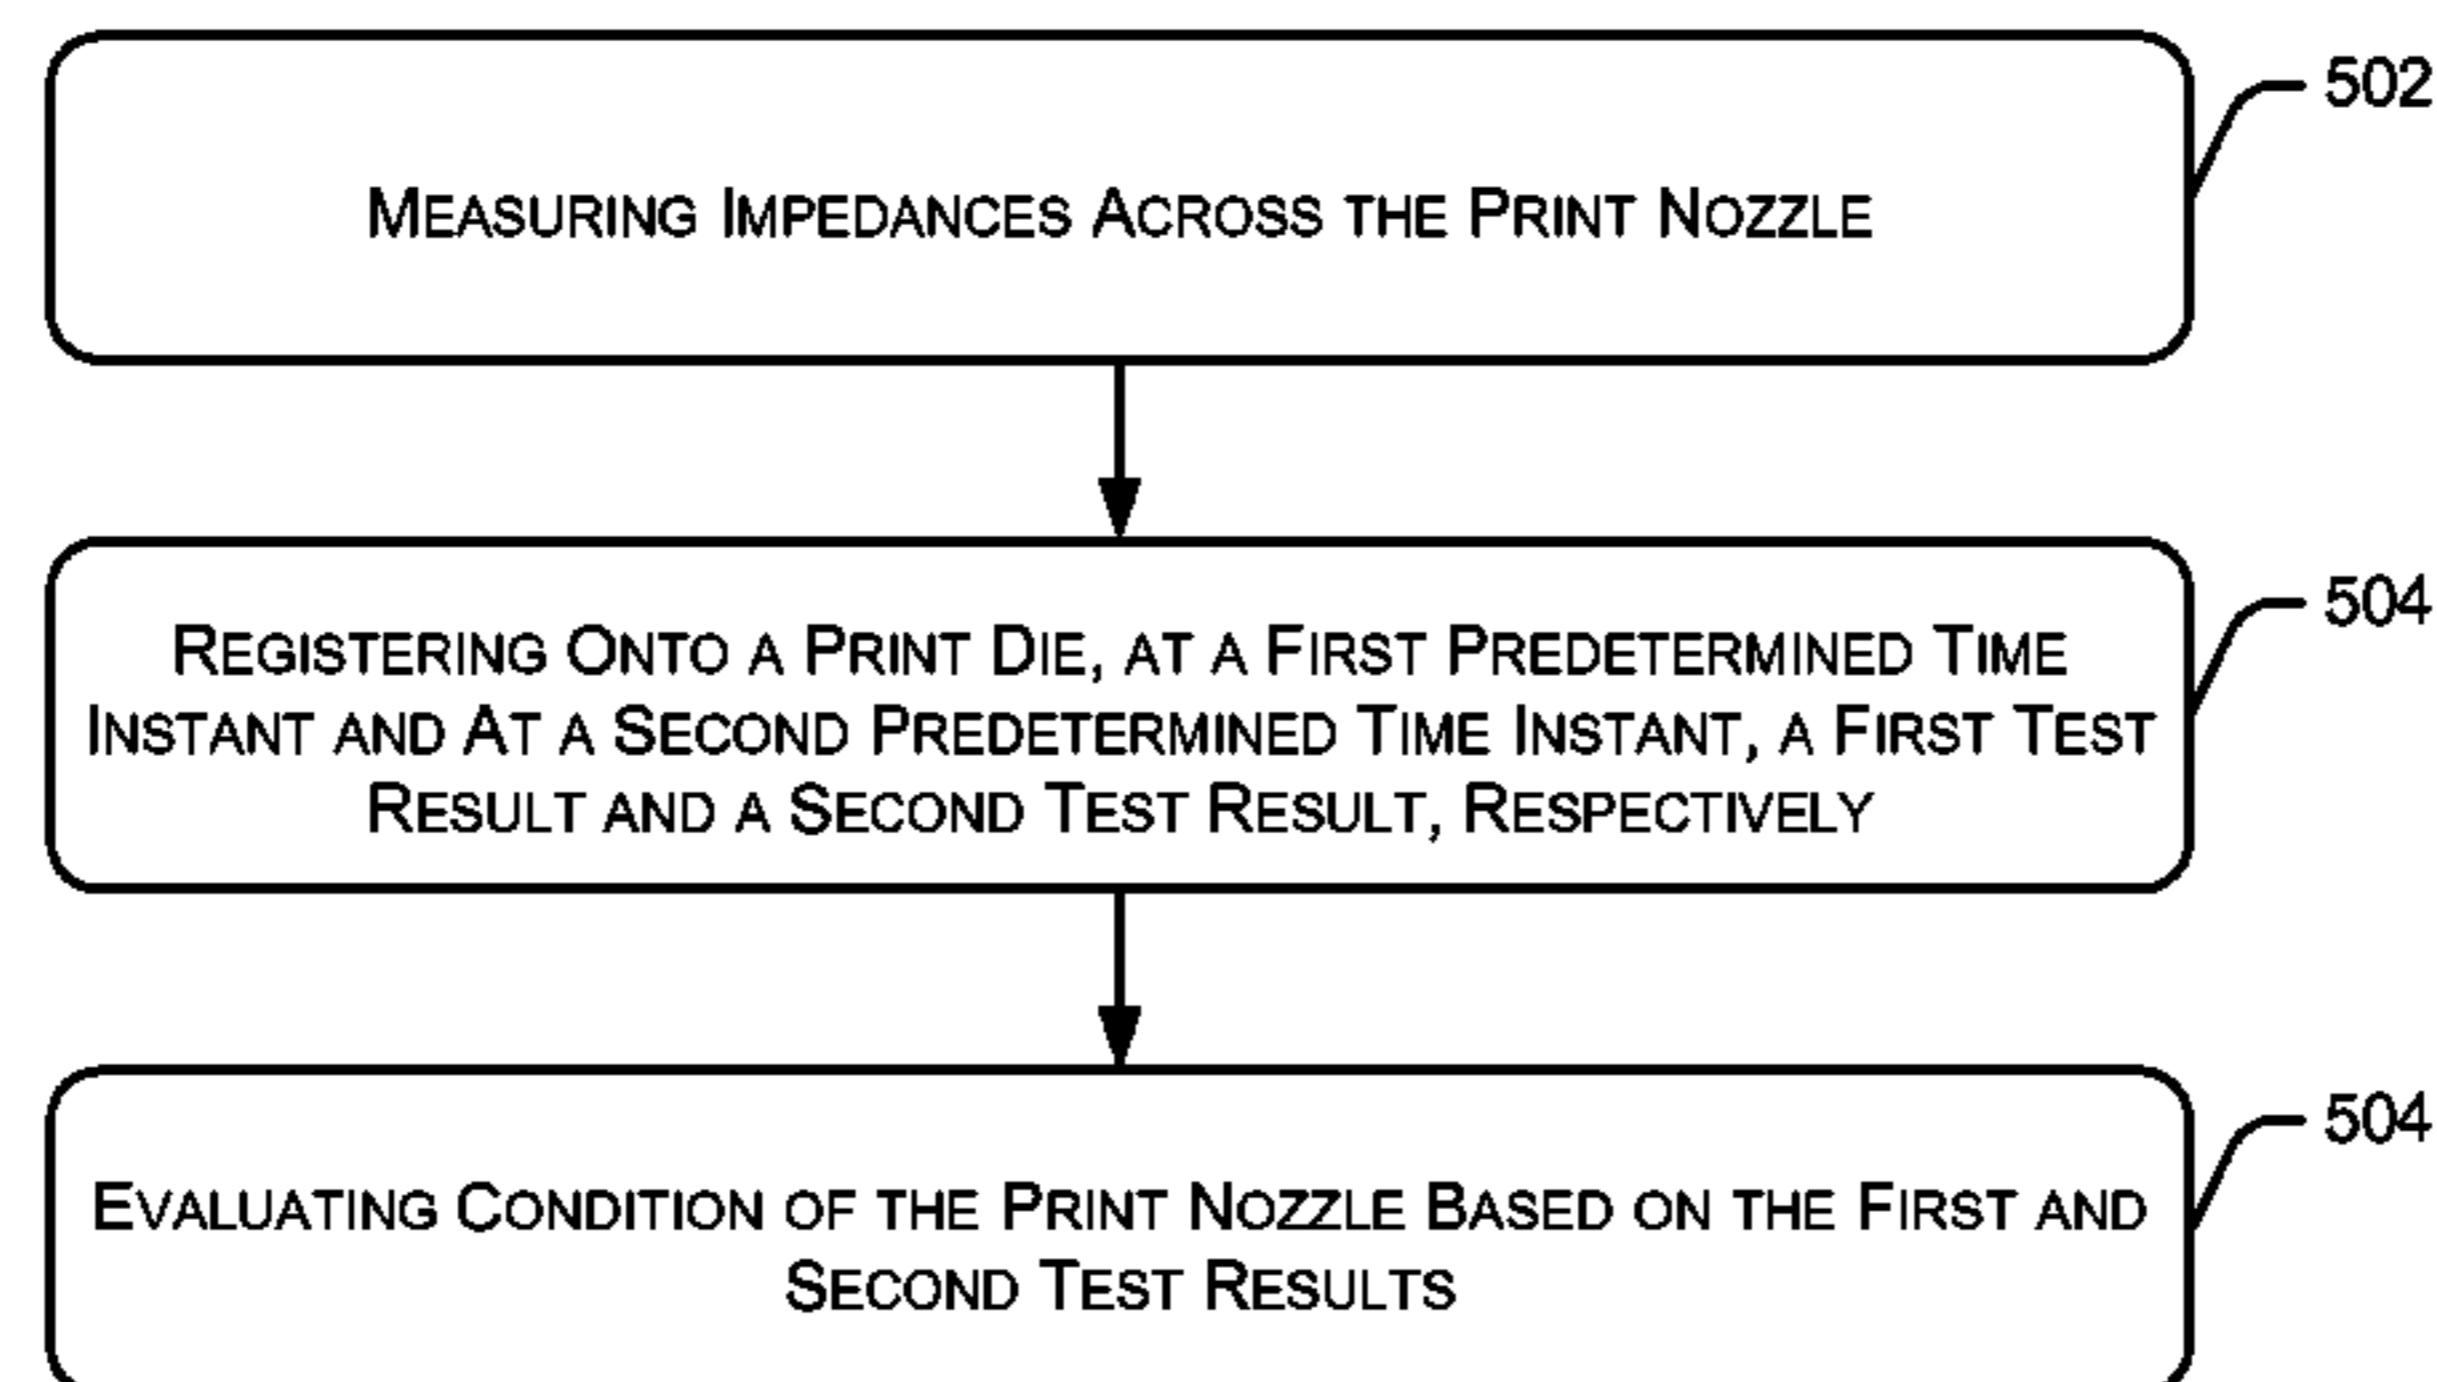 502
MEASURING IMPEDANCES ACROSS THE PRINT NOZZLE
504
REGISTERING ONTO A PRINT DIE, AT A FIRST PREDETERMINED TIME
INSTANT AND AT A SECOND PREDETERMINED TIME INSTANT, A FIRST TEST
RESULT AND A SECOND TEST RESULT, RESPECTIVELY
504
EVALUATING CONDITION OF THE PRINT NOZZLE BASED ON THE FIRST AND
SECOND TEST RESULTS